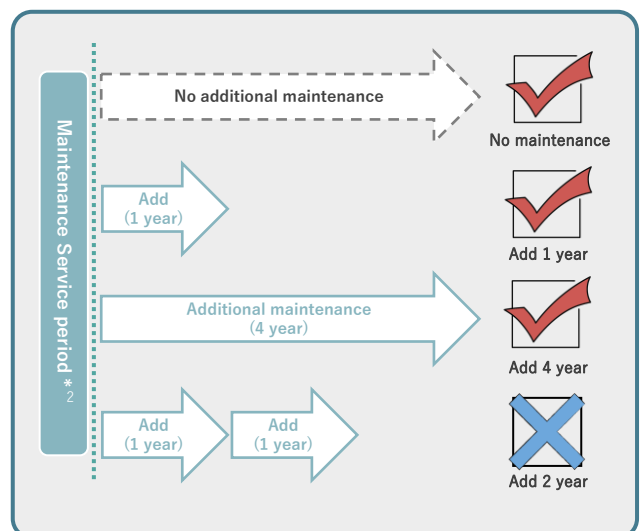 Maintenance Service period *2
No additional maintenance
No maintenance
Add
(1 year)
Add 1 year
Additional maintenance
(4 year)
Add 4 year
Add
(1 year)
Add
(1 year)
Add 2 year